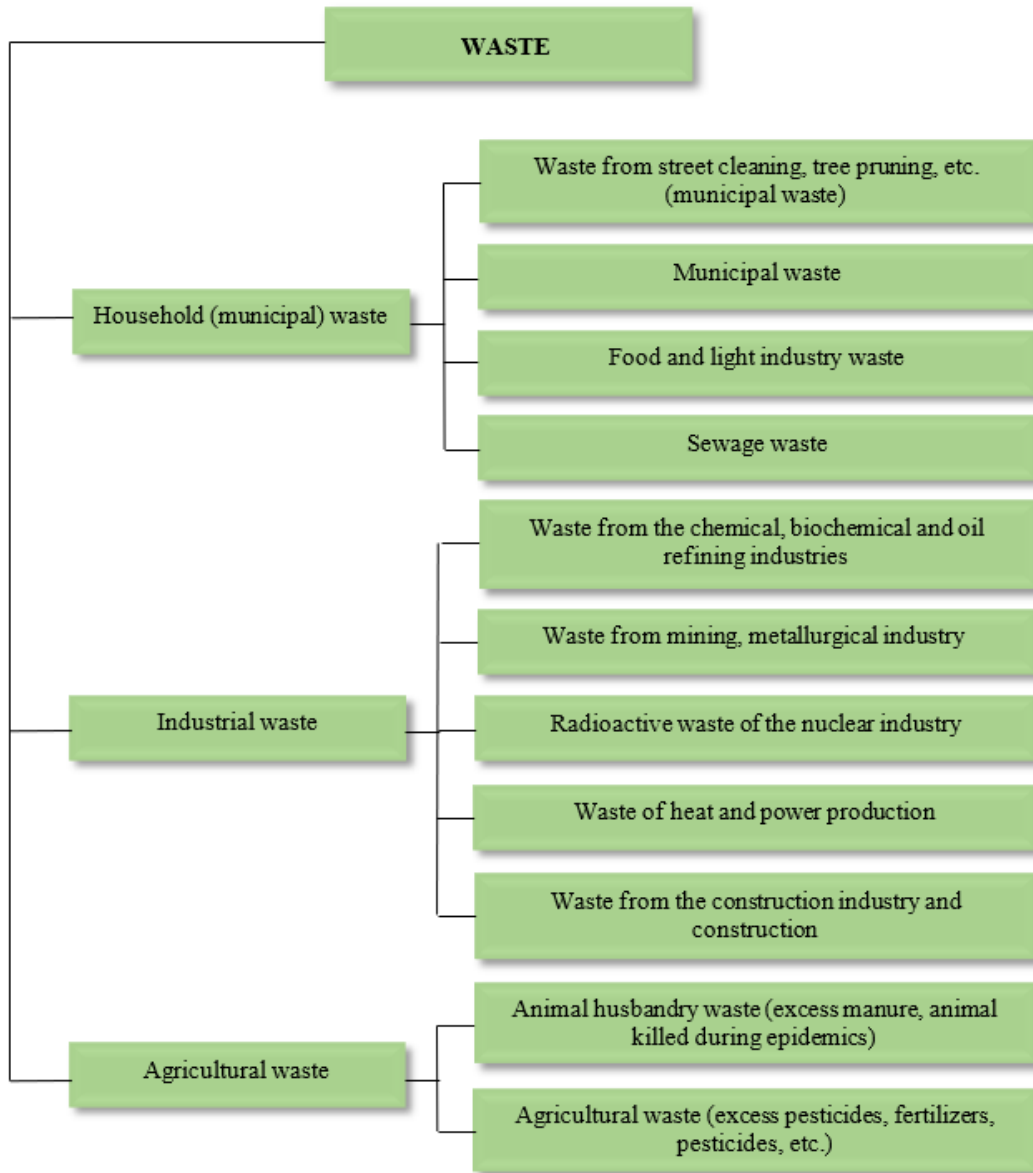 WASTE
Waste from street cleaning, tree pruning, etc.
(municipal waste)
Municipal waste
Household (municipal) waste
Food and light industry waste
Sewage waste
Waste from the chemical, biochemical and oil
refining industries
Waste from mining, metallurgical industry
Industrial waste
Radioactive waste of the nuclear industry
Waste of heat and power production
Waste from the construction industry and
construction
Animal husbandry waste (excess manure, animal
killed during epidemics)
Agricultural waste
Agricultural waste (excess pesticides, fertilizers,
pesticides, etc.)